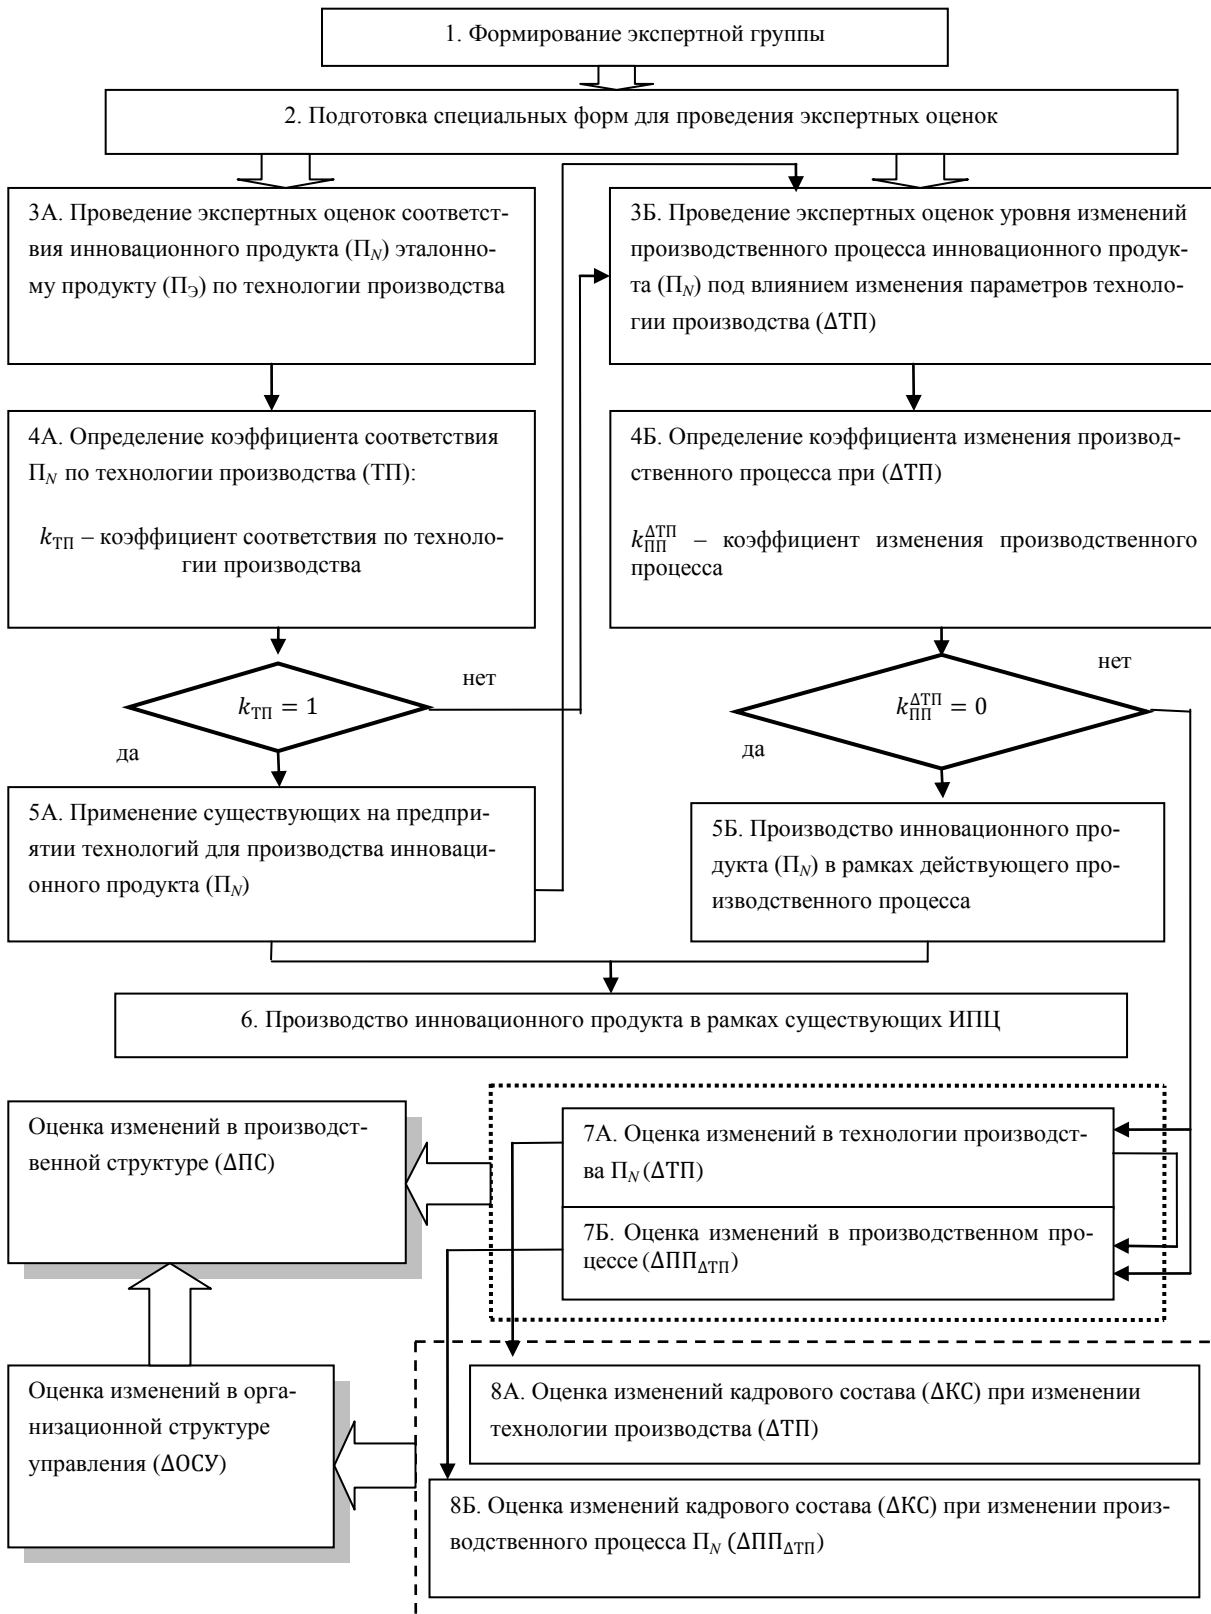 1. Формирование экспертной группы
2. Подготовка специальных форм для проведения экспертных оценок
3А. Проведение экспертных оценок соответст-
вия инновационного продукта (П_N) эталонно-
му продукту (П_Э) по технологии производства
3Б. Проведение экспертных оценок уровня изменений
производственного процесса инновационного продук-
та (П_N) под влиянием изменения параметров техноло-
гии производства (ΔТП)
4А. Определение коэффициента соответствия
П_N по технологии производства (ТП):
k_ТП – коэффициент соответствия по техноло-
гии производства
4Б. Определение коэффициента изменения производ-
ственного процесса при (ΔТП)
k_ПП^ΔТП – коэффициент изменения производственного
процесса
k_ТП = 1
нет
да
k_ПП^ΔТП = 0
нет
да
5А. Применение существующих на предпри-
ятии технологий для производства инноваци-
онного продукта (П_N)
5Б. Производство инновационного про-
дукта (П_N) в рамках действующего про-
изводственного процесса
6. Производство инновационного продукта в рамках существующих ИПЦ
Оценка изменений в производст-
венной структуре (ΔПС)
7А. Оценка изменений в технологии производст-
ва П_N (ΔТП)
7Б. Оценка изменений в производственном про-
цессе (ΔПП_ΔТП)
Оценка изменений в орга-
низационной структуре
управления (ΔОСУ)
8А. Оценка изменений кадрового состава (ΔКС) при изменении
технологии производства (ΔТП)
8Б. Оценка изменений кадрового состава (ΔКС) при изменении произ-
водственного процесса П_N (ΔПП_ΔТП)